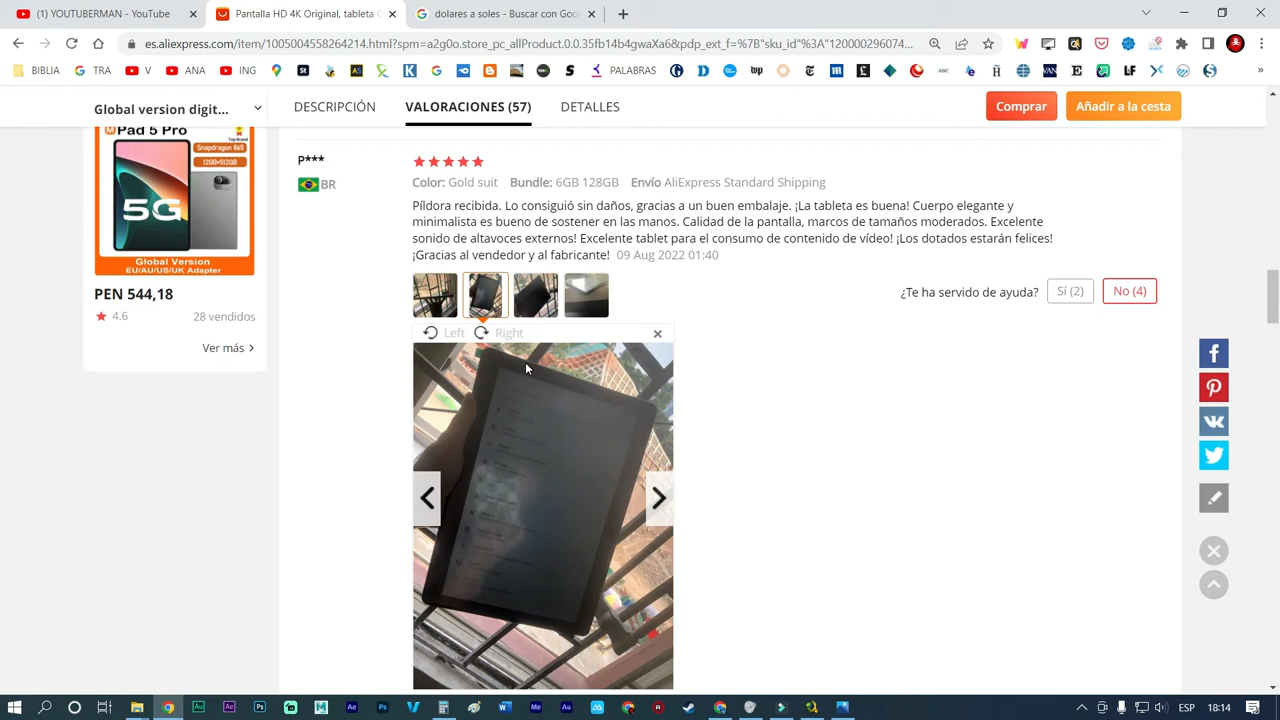 (1) YOUTUBERMAN - YouTube
Pantalla HD 4K Original, tableta (
dolares a soles - Buscar con Goo
es.aliexpress.com/item/1005004558264214.html?spm=a2g0o.store_pc_allProduct.0.0.35fb14b4gwaXa6&pdp_ext_f=%7B"sku_id"%3A"120000296074...
BIBLIA
TRA
V
ANA
ING
PALABRAS
»
Global version digit...
DESCRIPCIÓN
VALORACIONES (57)
DETALLES
Comprar
Añadir a la cesta
Pad 5 Pro
Top Brand
Snapdragon 865
12GB+512GB
5G
Global Version
EU/AU/US/UK Adapter
PEN 544,18
4.6
28 vendidos
Ver más
P***
BR
Color: Gold suit Bundle: 6GB 128GB Envío AliExpress Standard Shipping
Píldora recibida. Lo consiguió sin daños, gracias a un buen embalaje. ¡La tableta es buena! Cuerpo elegante y
minimalista es bueno de sostener en las manos. Calidad de la pantalla, marcos de tamaños moderados. Excelente
sonido de altavoces externos! Excelente tablet para el consumo de contenido de vídeo! ¡Los dotados estarán felices!
¡Gracias al vendedor y al fabricante! 09 Aug 2022 01:40
¿Te ha servido de ayuda?
Sí (2)
No (4)
Left
Right
ESP
18:14